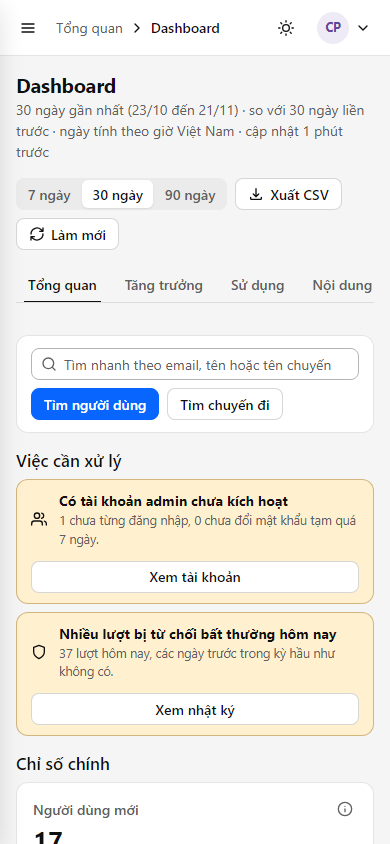 Tổng quan > Dashboard CP
Dashboard
30 ngày gần nhất (23/10 đến 21/11) · so với 30 ngày liền
trước · ngày tính theo giờ Việt Nam · cập nhật 1 phút
trước
7 ngày 30 ngày 90 ngày Xuất CSV
Làm mới
Tổng quan Tăng trưởng Sử dụng Nội dung
Tìm nhanh theo email, tên hoặc tên chuyến
Tìm người dùng Tìm chuyến đi
Việc cần xử lý
Có tài khoản admin chưa kích hoạt
1 chưa từng đăng nhập, 0 chưa đổi mật khẩu tạm quá
7 ngày.
Xem tài khoản
Nhiều lượt bị từ chối bất thường hôm nay
37 lượt hôm nay, các ngày trước trong kỳ hầu như
không có.
Xem nhật ký
Chỉ số chính
Người dùng mới
17